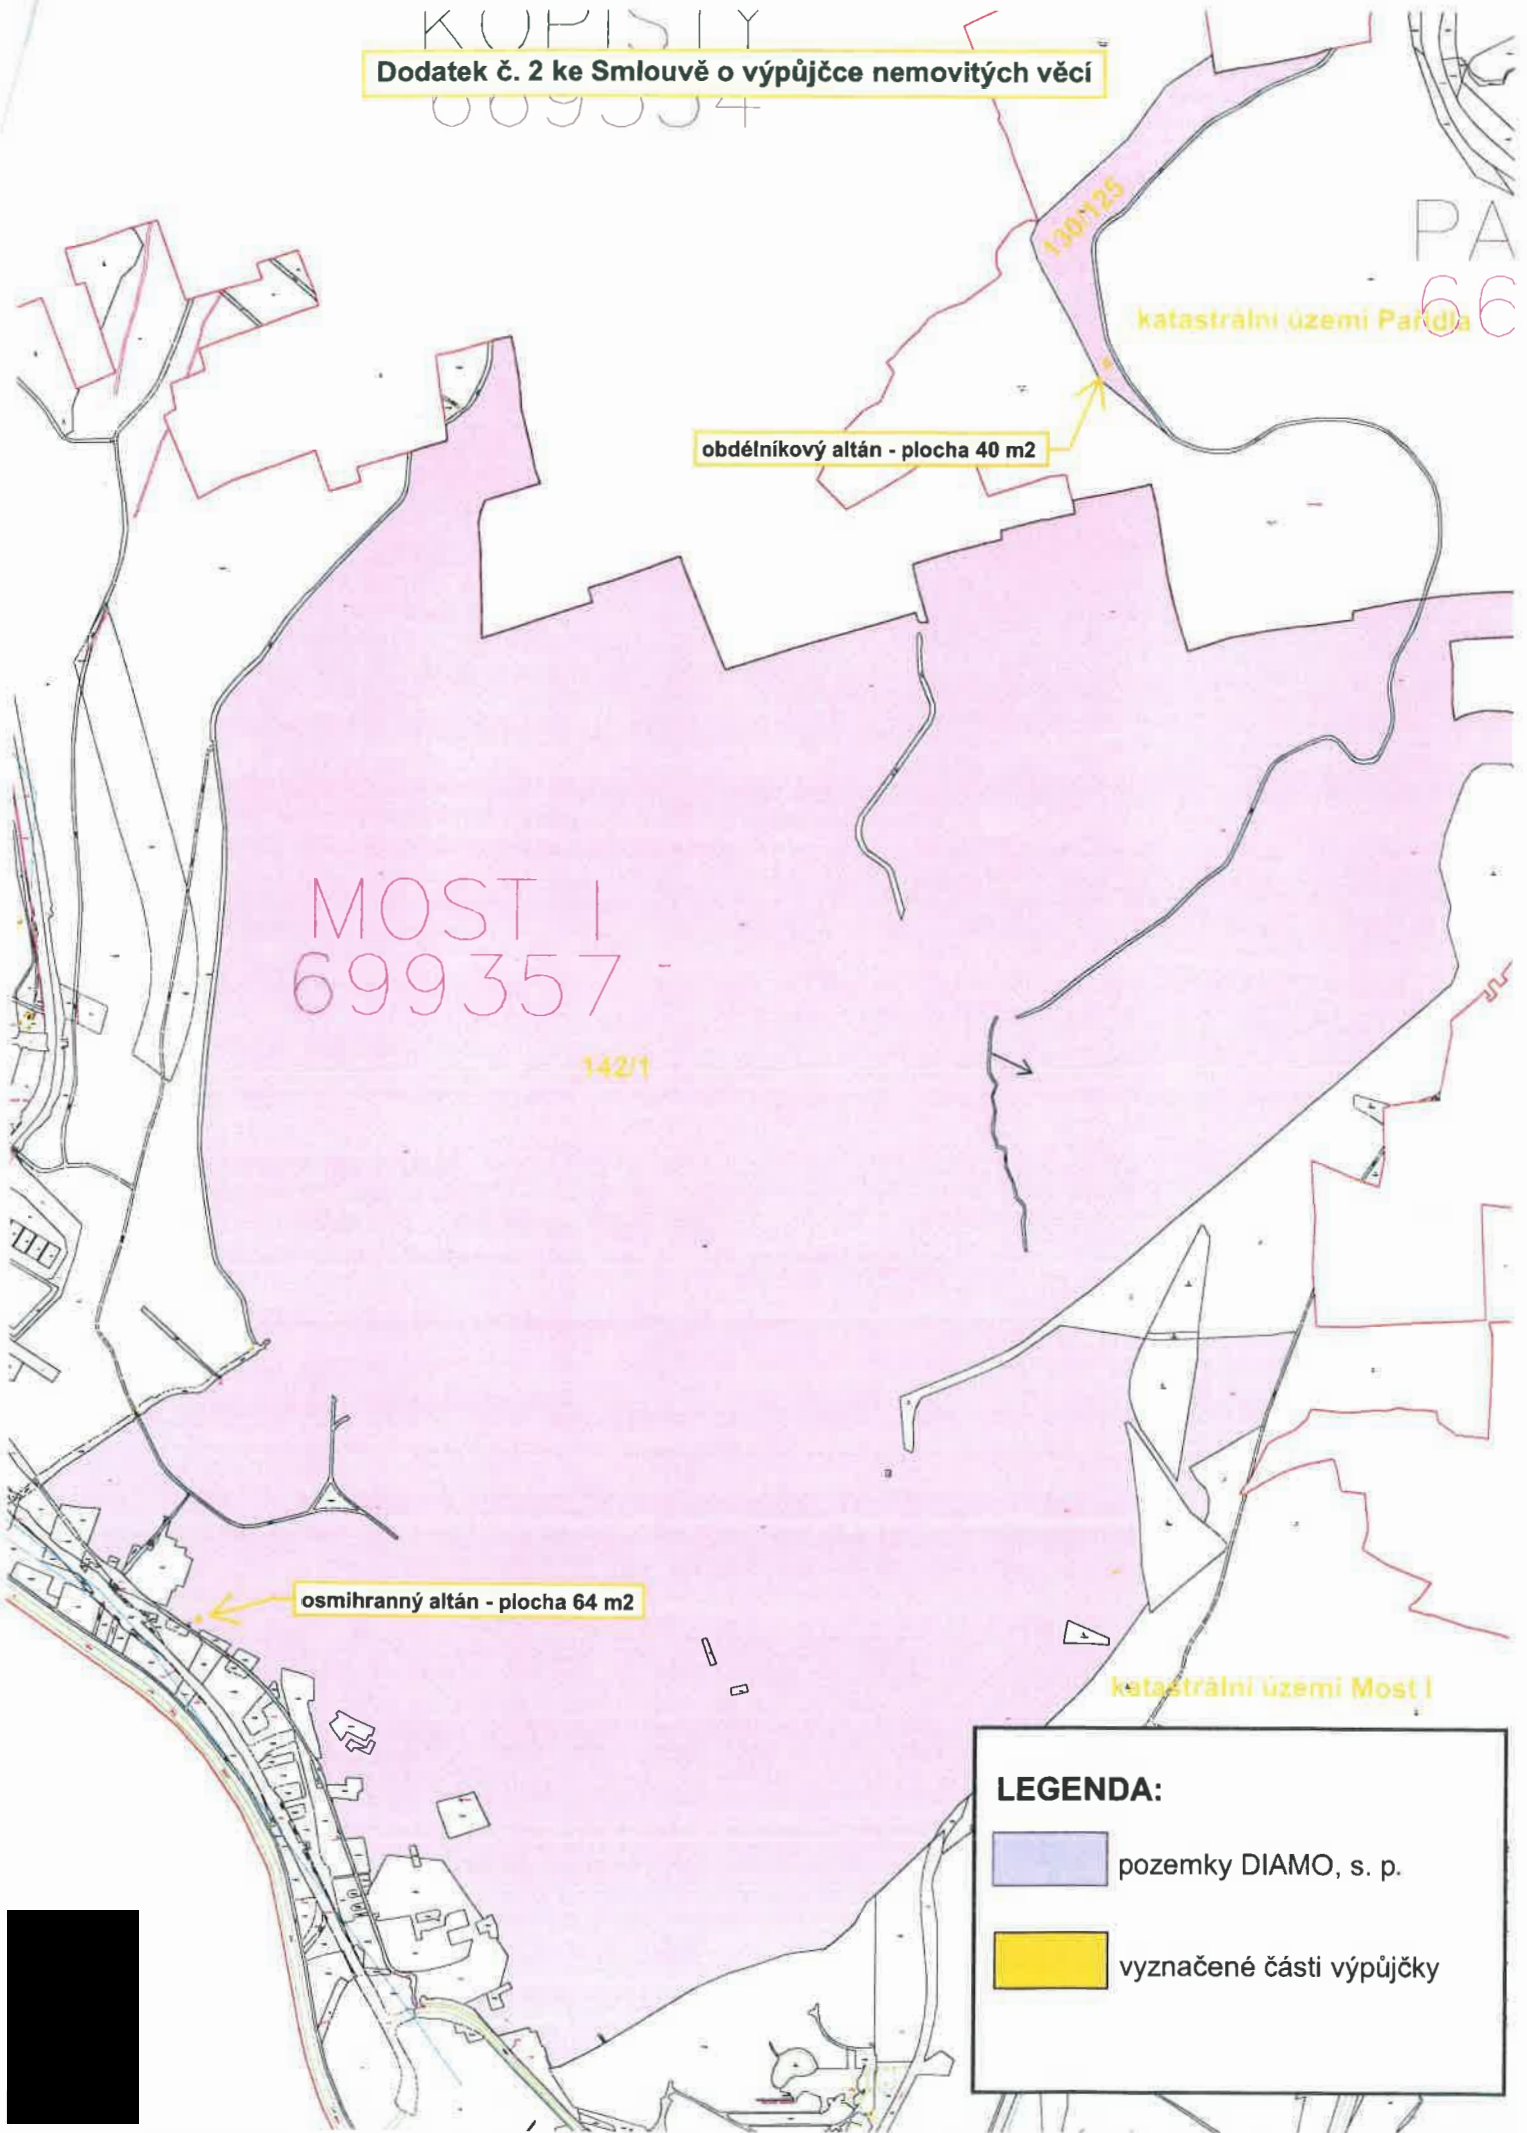 KOPISTY
Dodatek č. 2 ke Smlouvě o výpůjčce nemovitých věcí
130/125
PA
66
katastrální území Pařidla
obdélníkový altán - plocha 40 m2
MOST I
699357
142/1
osmihranný altán - plocha 64 m2
katastrální území Most I
LEGENDA:
pozemky DIAMO, s. p.
vyznačené části výpůjčky